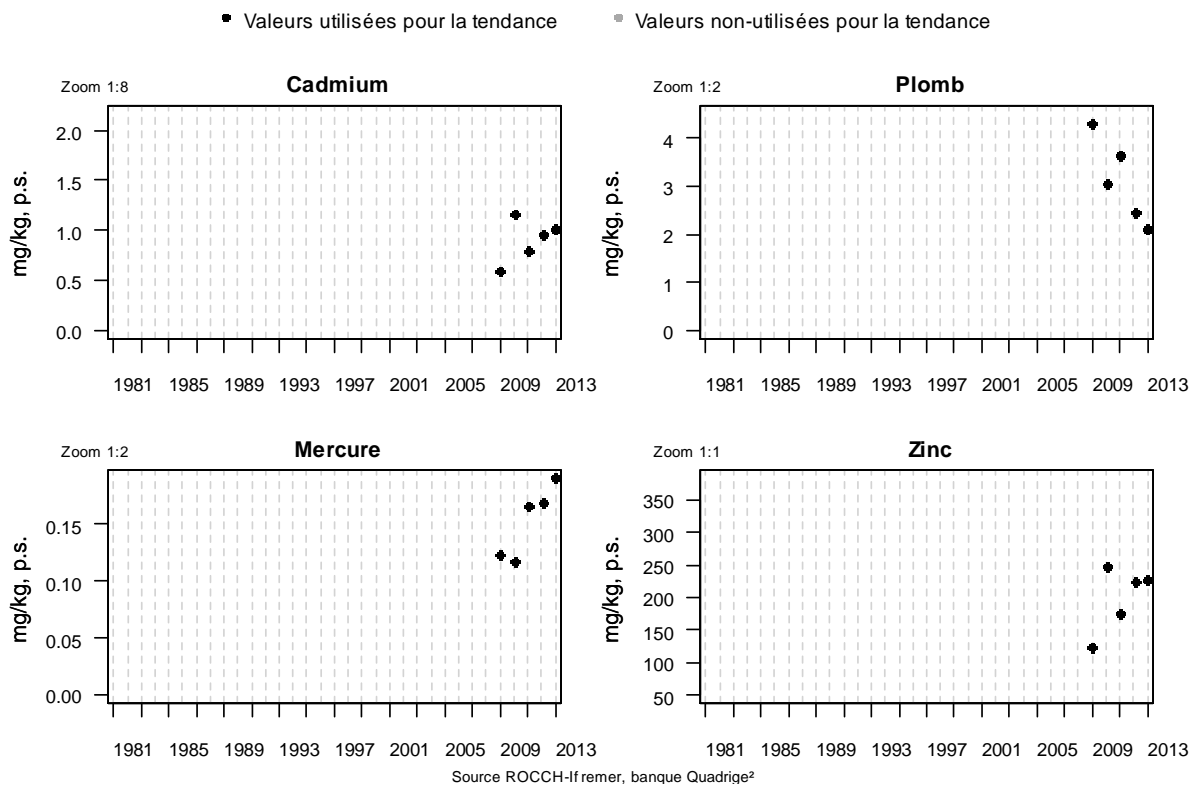 Valeurs utilisées pour la tendance
Valeurs non-utilisées pour la tendance
Zoom 1:8
Cadmium
mg/kg, p.s.
2.0
1.5
1.0
0.5
0.0
1981 1985 1989 1993 1997 2001 2005 2009 2013
Zoom 1:2
Plomb
mg/kg, p.s.
4
3
2
1
0
1981 1985 1989 1993 1997 2001 2005 2009 2013
Zoom 1:2
Mercure
mg/kg, p.s.
0.15
0.10
0.05
0.00
1981 1985 1989 1993 1997 2001 2005 2009 2013
Zoom 1:1
Zinc
mg/kg, p.s.
350
300
250
200
150
100
50
1981 1985 1989 1993 1997 2001 2005 2009 2013
Source ROCCH-Ifremer, banque Quadrige²